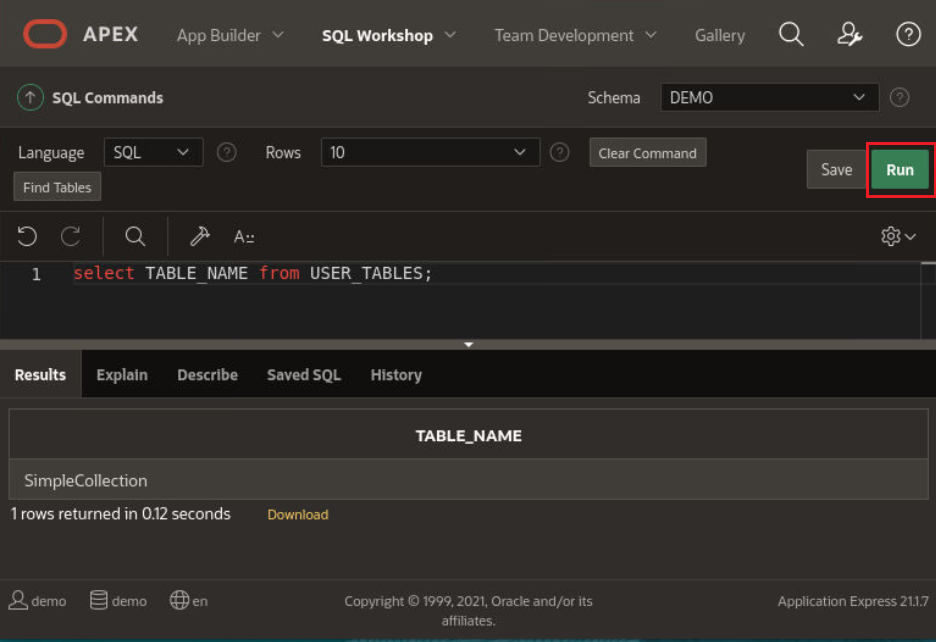 APEX App Builder SQL Workshop Team Development Gallery
SQL Commands Schema DEMO
Language SQL Rows 10 Clear Command
Save Run
Find Tables
A::
1 select TABLE_NAME from USER_TABLES;
Results Explain Describe Saved SQL History
TABLE_NAME
SimpleCollection
1 rows returned in 0.12 seconds Download
demo demo en Copyright © 1999, 2021, Oracle and/or its Application Express 21.1.7
affiliates.